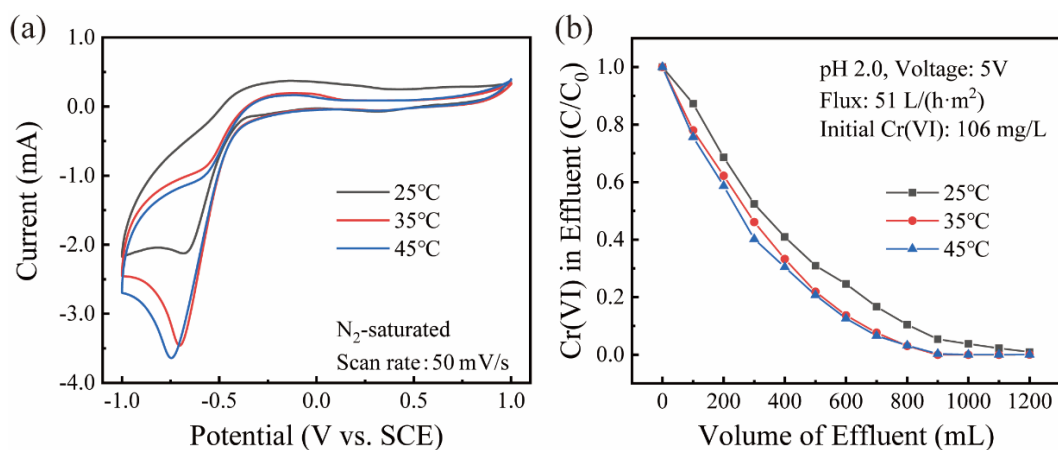 (a)
1.0
0.0
-1.0
-2.0
-3.0
-4.0
Current (mA)
25℃
35℃
45℃
N₂-saturated
Scan rate: 50 mV/s
-1.0 -0.5 0.0 0.5 1.0
Potential (V vs. SCE)
(b)
1.0
0.8
0.6
0.4
0.2
0.0
Cr(VI) in Effluent (C/C₀)
pH 2.0, Voltage: 5V
Flux: 51 L/(h·m²)
Initial Cr(VI): 106 mg/L
25℃
35℃
45℃
0 200 400 600 800 1000 1200
Volume of Effluent (mL)